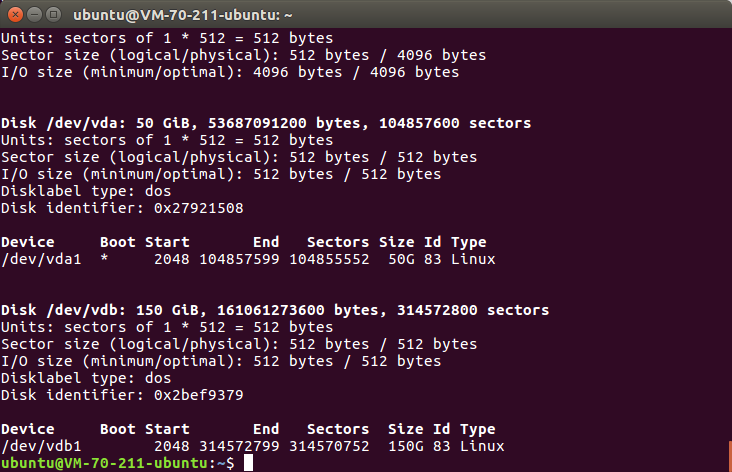 ubuntu@VM-70-211-ubuntu: ~
Units: sectors of 1 * 512 = 512 bytes
Sector size (logical/physical): 512 bytes / 4096 bytes
I/O size (minimum/optimal): 4096 bytes / 4096 bytes
Disk /dev/vda: 50 GiB, 53687091200 bytes, 104857600 sectors
Units: sectors of 1 * 512 = 512 bytes
Sector size (logical/physical): 512 bytes / 512 bytes
I/O size (minimum/optimal): 512 bytes / 512 bytes
Disklabel type: dos
Disk identifier: 0x27921508
Device     Boot Start       End   Sectors Size Id Type
/dev/vda1  *     2048 104857599 104855552  50G 83 Linux
Disk /dev/vdb: 150 GiB, 161061273600 bytes, 314572800 sectors
Units: sectors of 1 * 512 = 512 bytes
Sector size (logical/physical): 512 bytes / 512 bytes
I/O size (minimum/optimal): 512 bytes / 512 bytes
Disklabel type: dos
Disk identifier: 0x2bef9379
Device     Boot Start       End   Sectors  Size Id Type
/dev/vdb1        2048 314572799 314570752  150G 83 Linux
ubuntu@VM-70-211-ubuntu:~$